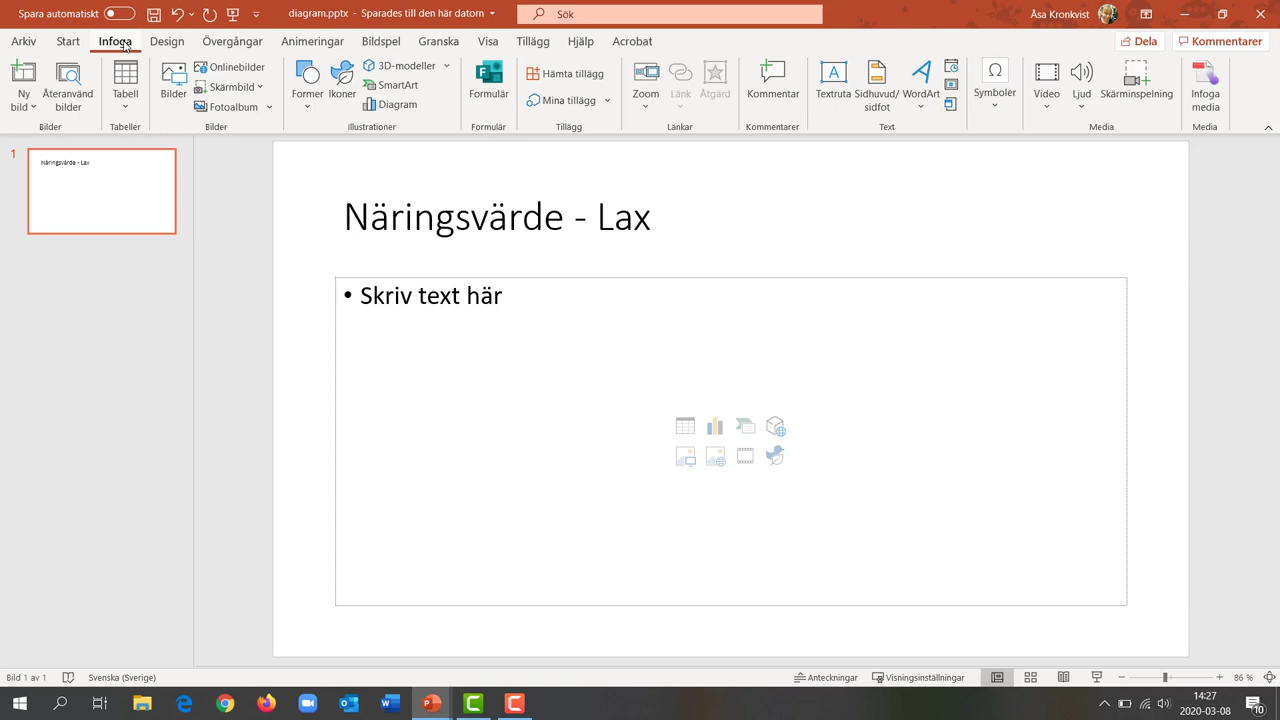 Spara automatiskt
diagram.pptx - Sparades till den här datorn
Sök
Åsa Kronkvist
Arkiv Start Infoga Design Övergångar Animeringar Bildspel Granska Visa Tillägg Hjälp Acrobat
Dela
Kommentarer
Ny bild
Återanvänd bilder
Tabell
Bilder
Onlinebilder
Skärmbild
Fotoalbum
Former
Ikoner
3D-modeller
SmartArt
Diagram
Formulär
Hämta tillägg
Mina tillägg
Zoom
Länk
Åtgärd
Kommentar
Textruta
Sidhuvud/sidfot
WordArt
Symboler
Video
Ljud
Skärminspelning
Infoga media
Bilder Tabeller Bilder Illustrationer Formulär Tillägg Länkar Kommentarer Text Media Media
1
Näringsvärde - Lax
Näringsvärde - Lax
• Skriv text här
Bild 1 av 1
Svenska (Sverige)
Anteckningar
Visningsinställningar
86 %
14:27
2020-03-08